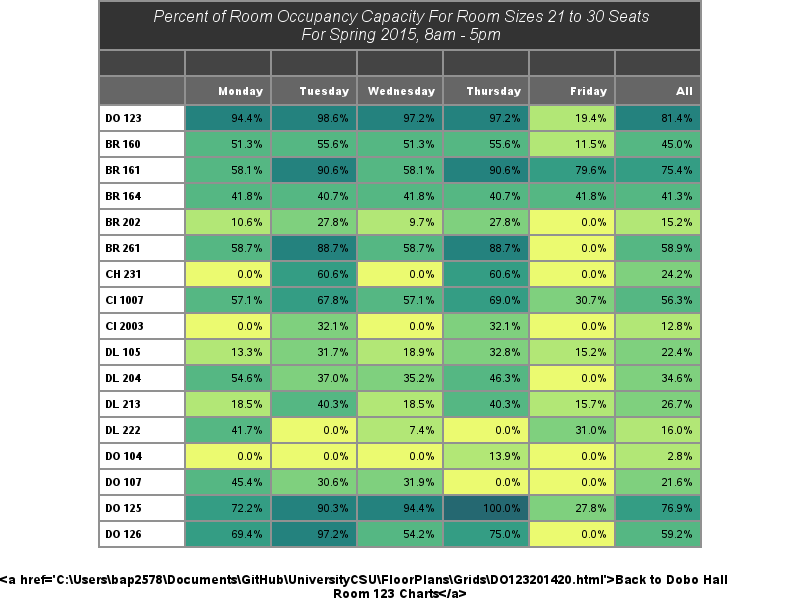 Percent of Room Occupancy Capacity For Room Sizes 21 to 30 Seats
For Spring 2015, 8am - 5pm
Monday Tuesday Wednesday Thursday Friday All
DO 123 94.4% 98.6% 97.2% 97.2% 19.4% 81.4%
BR 160 51.3% 55.6% 51.3% 55.6% 11.5% 45.0%
BR 161 58.1% 90.6% 58.1% 90.6% 79.6% 75.4%
BR 164 41.8% 40.7% 41.8% 40.7% 41.8% 41.3%
BR 202 10.6% 27.8% 9.7% 27.8% 0.0% 15.2%
BR 261 58.7% 88.7% 58.7% 88.7% 0.0% 58.9%
CH 231 0.0% 60.6% 0.0% 60.6% 0.0% 24.2%
CI 1007 57.1% 67.8% 57.1% 69.0% 30.7% 56.3%
CI 2003 0.0% 32.1% 0.0% 32.1% 0.0% 12.8%
DL 105 13.3% 31.7% 18.9% 32.8% 15.2% 22.4%
DL 204 54.6% 37.0% 35.2% 46.3% 0.0% 34.6%
DL 213 18.5% 40.3% 18.5% 40.3% 15.7% 26.7%
DL 222 41.7% 0.0% 7.4% 0.0% 31.0% 16.0%
DO 104 0.0% 0.0% 0.0% 13.9% 0.0% 2.8%
DO 107 45.4% 30.6% 31.9% 0.0% 0.0% 21.6%
DO 125 72.2% 90.3% 94.4% 100.0% 27.8% 76.9%
DO 126 69.4% 97.2% 54.2% 75.0% 0.0% 59.2%
<a href='C:\Users\bap2578\Documents\GitHub\UniversityCSU\FloorPlans\Grids\DO123201420.html'>Back to Dobo Hall
Room 123 Charts</a>